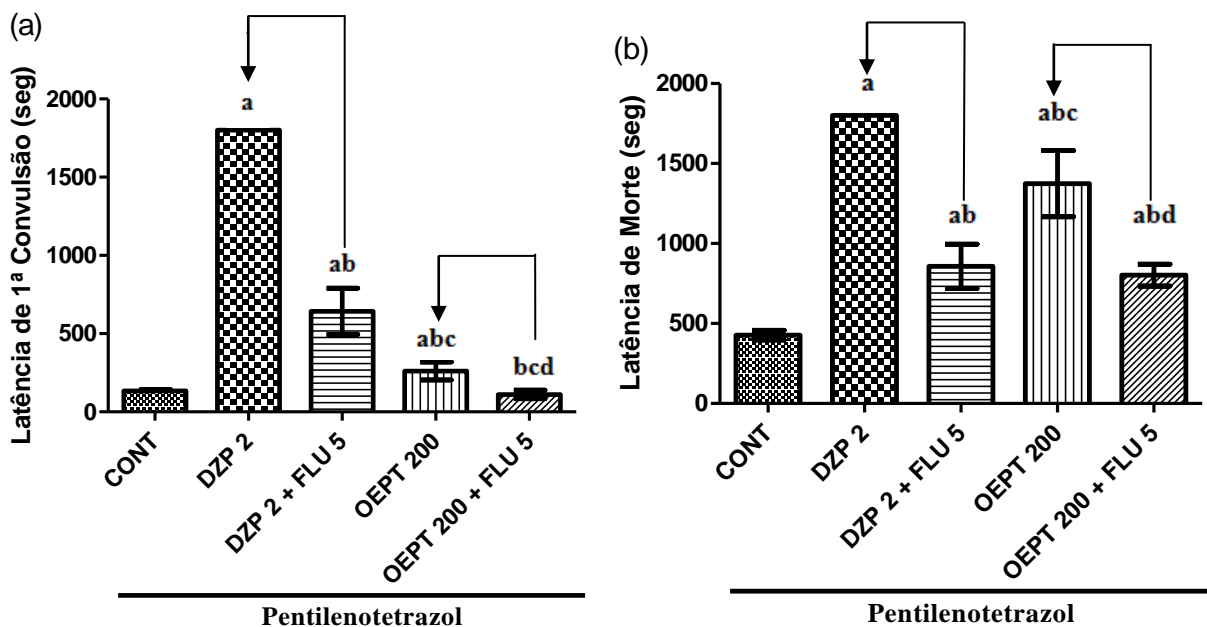 (a)
Latência de 1ª Convulsão (seg)
2000
1500
1000
500
0
a
ab
abc
bcd
CONT
DZP 2
DZP 2 + FLU 5
OEPT 200
OEPT 200 + FLU 5
Pentilenotetrazol
(b)
Latência de Morte (seg)
2000
1500
1000
500
0
a
ab
abc
abd
CONT
DZP 2
DZP 2 + FLU 5
OEPT 200
OEPT 200 + FLU 5
Pentilenotetrazol